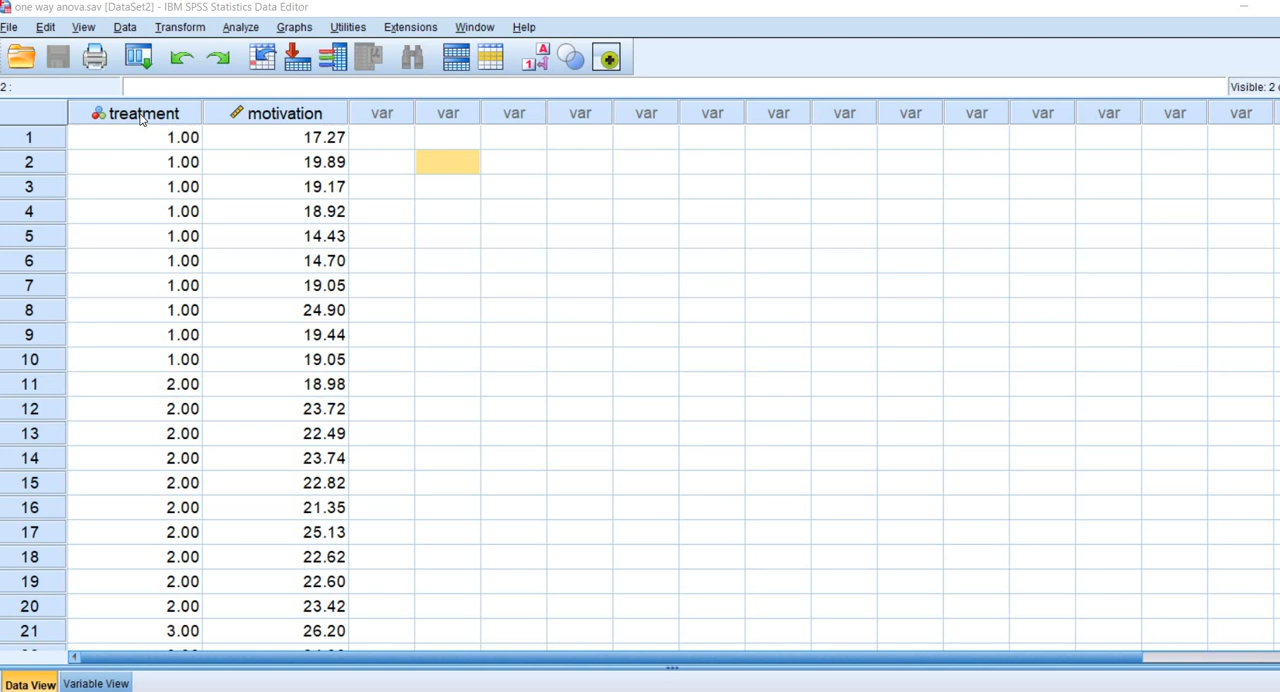 one way anova.sav [DataSet2] - IBM SPSS Statistics Data Editor
File Edit View Data Transform Analyze Graphs Utilities Extensions Window Help
2 :
Visible: 2
treatment motivation var var var var var var var var var var var var var var
1 1.00 17.27
2 1.00 19.89
3 1.00 19.17
4 1.00 18.92
5 1.00 14.43
6 1.00 14.70
7 1.00 19.05
8 1.00 24.90
9 1.00 19.44
10 1.00 19.05
11 2.00 18.98
12 2.00 23.72
13 2.00 22.49
14 2.00 23.74
15 2.00 22.82
16 2.00 21.35
17 2.00 25.13
18 2.00 22.62
19 2.00 22.60
20 2.00 23.42
21 3.00 26.20
Data View Variable View